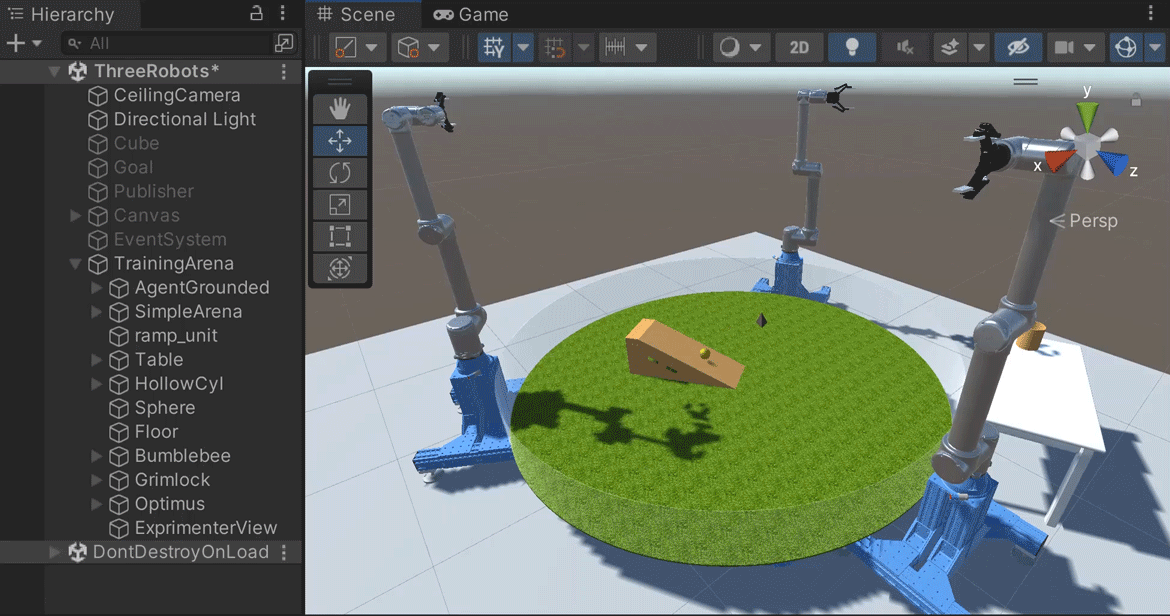 Hierarchy
All
ThreeRobots*
CeilingCamera
Directional Light
Cube
Goal
Publisher
Canvas
EventSystem
TrainingArena
AgentGrounded
SimpleArena
ramp_unit
Table
HollowCyl
Sphere
Floor
Bumblebee
Grimlock
Optimus
ExprimenterView
DontDestroyOnLoad
Scene Game
Y 2D
y
x
z
Persp